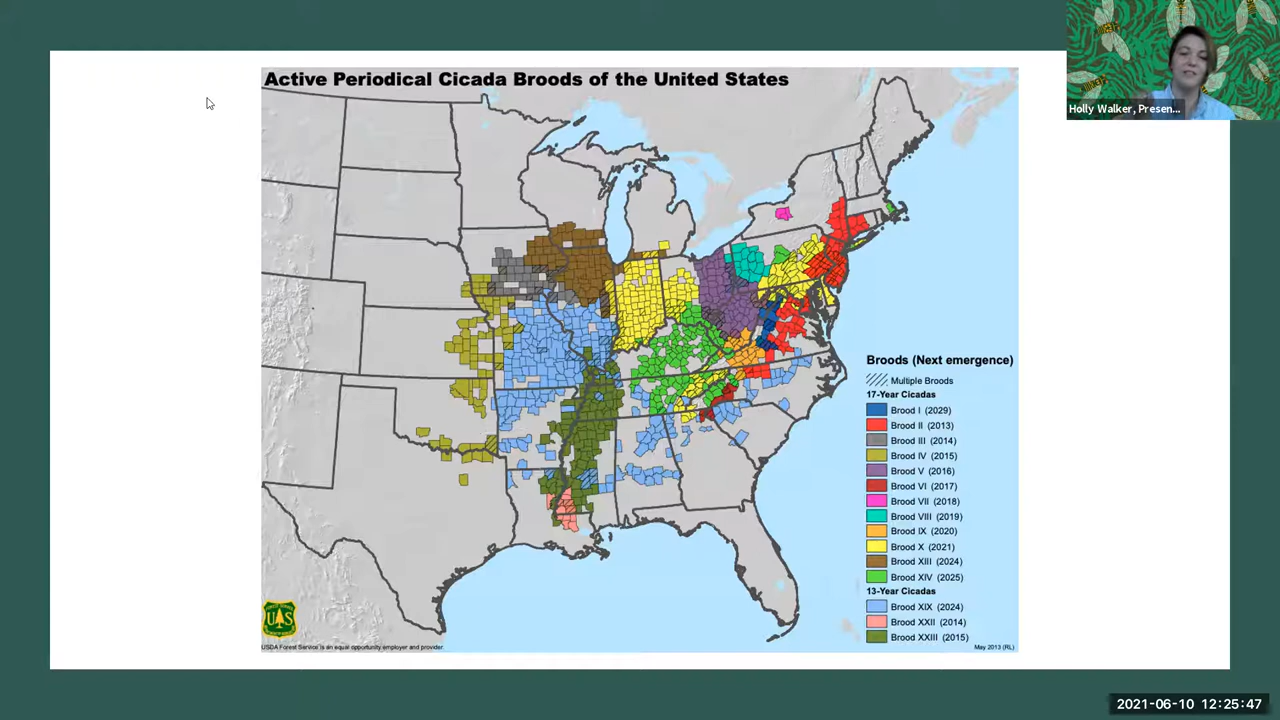 Active Periodical Cicada Broods of the United States
Holly Walker, Presen...
Broods (Next emergence)
Multiple Broods
17-Year Cicadas
Brood I (2029)
Brood II (2013)
Brood III (2014)
Brood IV (2015)
Brood V (2016)
Brood VI (2017)
Brood VII (2018)
Brood VIII (2019)
Brood IX (2020)
Brood X (2021)
Brood XIII (2024)
Brood XIV (2025)
13-Year Cicadas
Brood XIX (2024)
Brood XXII (2014)
Brood XXIII (2015)
U S
USDA Forest Service is an equal opportunity employer and provider.
May 2013 (RL)
2021-06-10 12:25:47